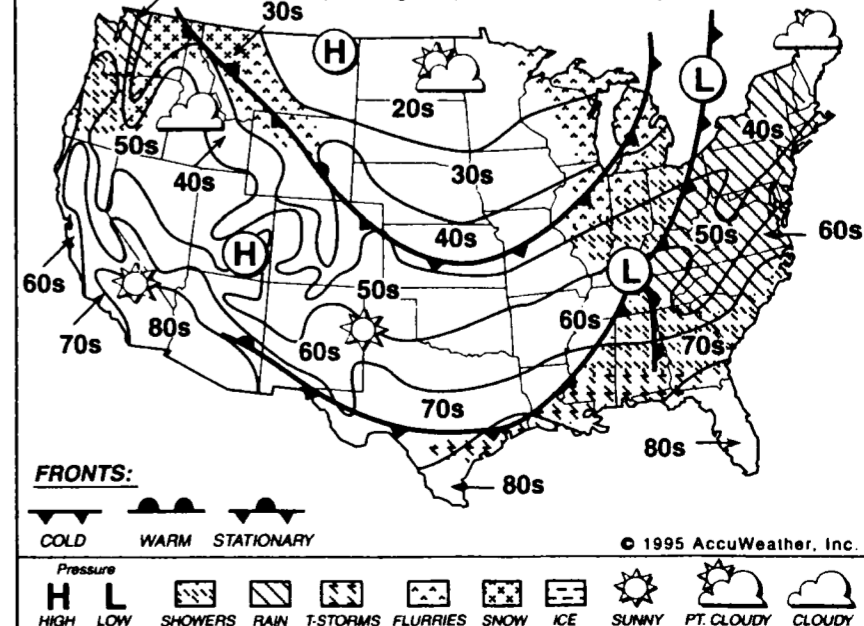 30s
H
L
20s
40s
50s
30s
40s
40s
50s
60s
H
L
60s
50s
80s
60s
60s
70s
70s
70s
80s
80s
FRONTS:
COLD WARM STATIONARY
© 1995 AccuWeather, Inc.
Pressure
H L
HIGH LOW SHOWERS RAIN T-STORMS FLURRIES SNOW ICE SUNNY PT. CLOUDY CLOUDY